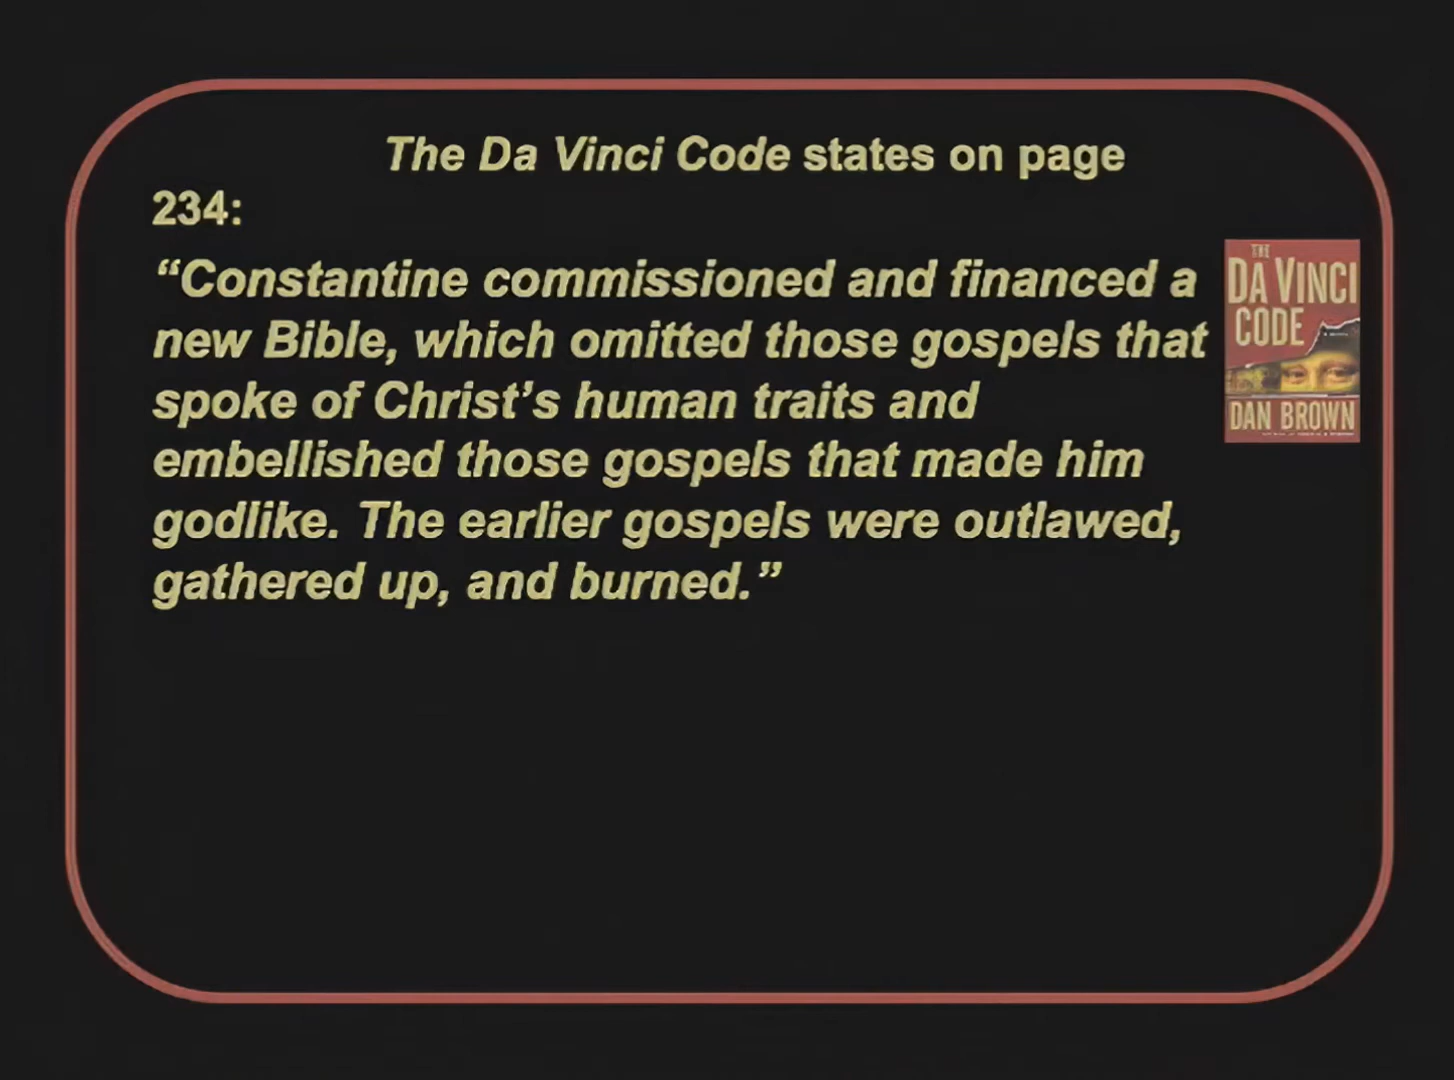 The Da Vinci Code states on page
234:
“Constantine commissioned and financed a
new Bible, which omitted those gospels that
spoke of Christ’s human traits and
embellished those gospels that made him
godlike. The earlier gospels were outlawed,
gathered up, and burned.”
THE
DA VINCI
CODE
DAN BROWN